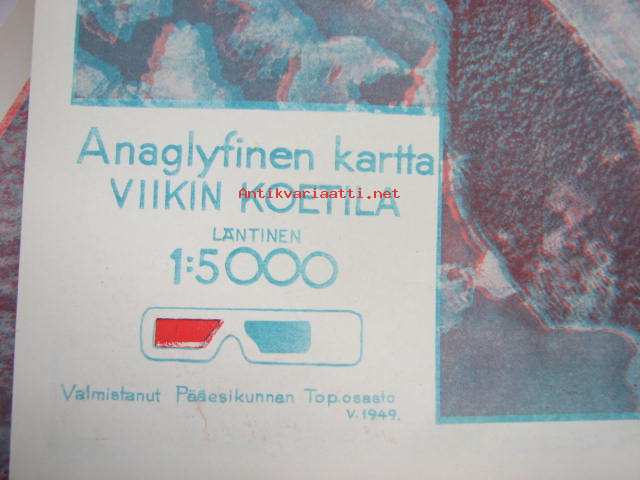 Anaglyfinen kartta
Antikvariaatti.net
VIIKIN KOETILA
LÄNTINEN
1:5000
Valmistanut Pääesikunnan Top.osasto
V.1949.